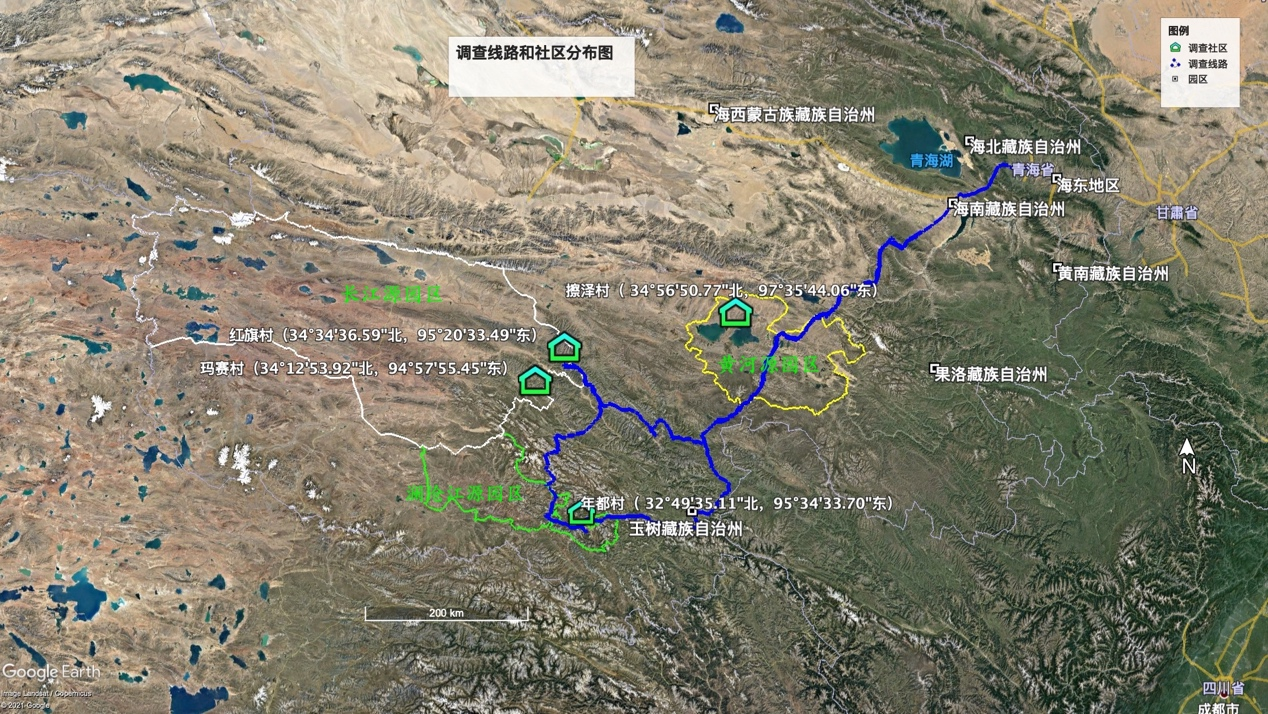 调查线路和社区分布图
图例
调查社区
调查线路
园区
海西蒙古族藏族自治州
海北藏族自治州
青海湖
青海省
海东地区
海南藏族自治州
甘肃省
黄南藏族自治州
擦泽村（ 34°56'50.77"北，97°35'44.06"东）
长江源园区
红旗村（34°34'36.59"北，95°20'33.49"东）
玛赛村（34°12'53.92"北，94°57'55.45"东）
黄河源园区
果洛藏族自治州
N
澜沧江源园区
年都村（ 32°49'35.11"北，95°34'33.70"东）
玉树藏族自治州
200 km
Google Earth
Image Landsat / Copernicus
© 2021 Google
四川省
成都市